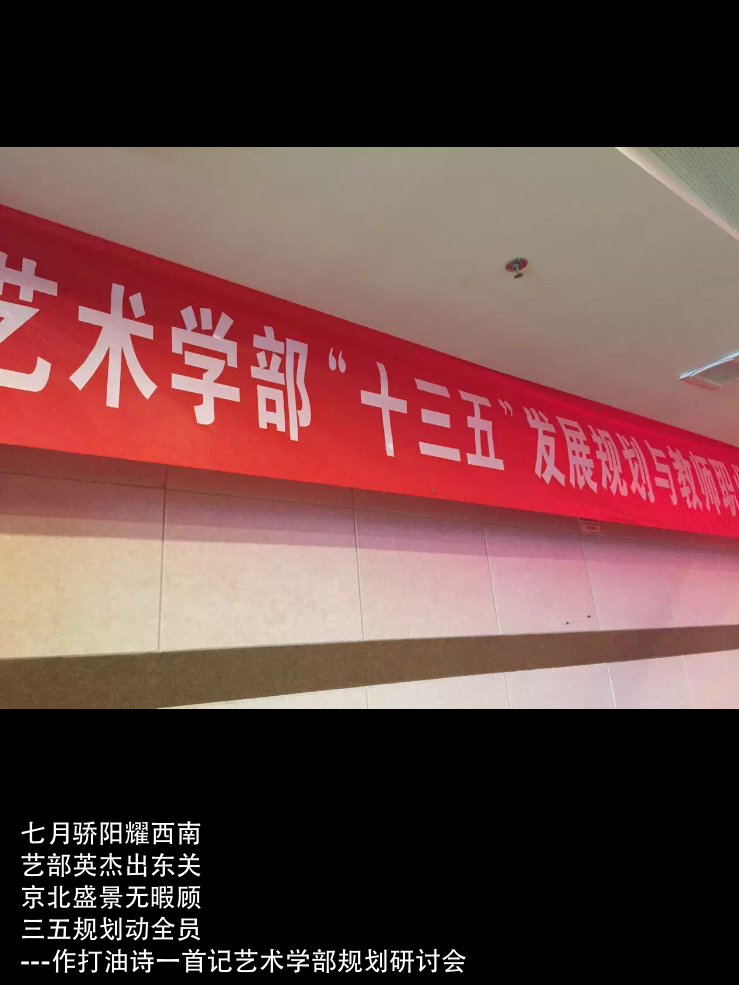 艺术学部“十三五”发展规划与教师职业
七月骄阳耀西南
艺部英杰出东关
京北盛景无暇顾
三五规划动全员
---作打油诗一首记艺术学部规划研讨会